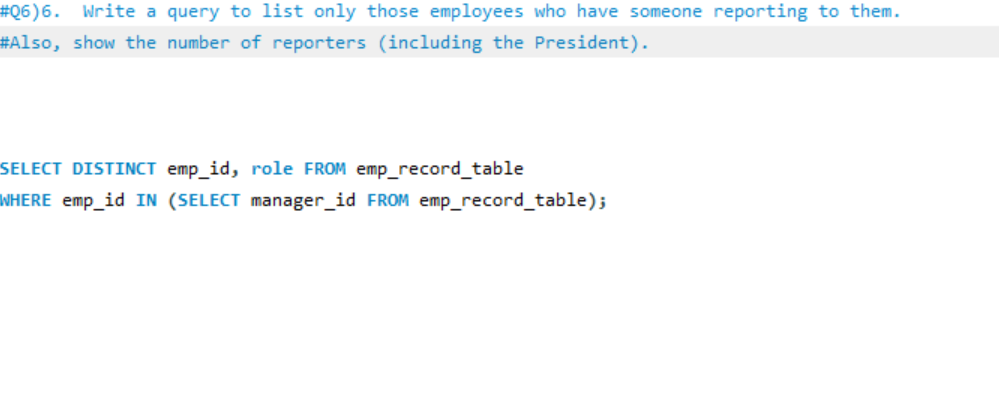 #Q6)6.  Write a query to list only those employees who have someone reporting to them.
#Also, show the number of reporters (including the President).
SELECT DISTINCT emp_id, role FROM emp_record_table
WHERE emp_id IN (SELECT manager_id FROM emp_record_table);